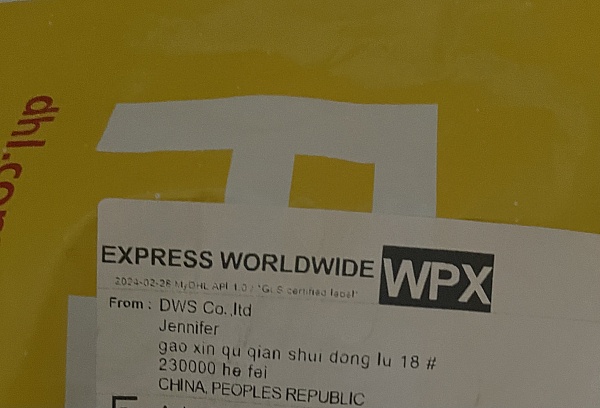 dhl.com
EXPRESS WORLDWIDE WPX
2024-02-26 MyDHL API 1.0 / *GLS certified label*
From : DWS Co.,ltd
Jennifer
gao xin qu qian shui dong lu 18 #
230000 he fei
CHINA, PEOPLES REPUBLIC